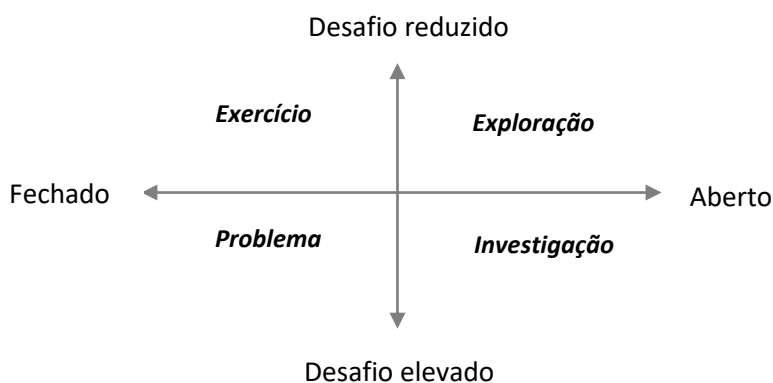 Desafio reduzido
Exercício
Exploração
Fechado
Aberto
Problema
Investigação
Desafio elevado